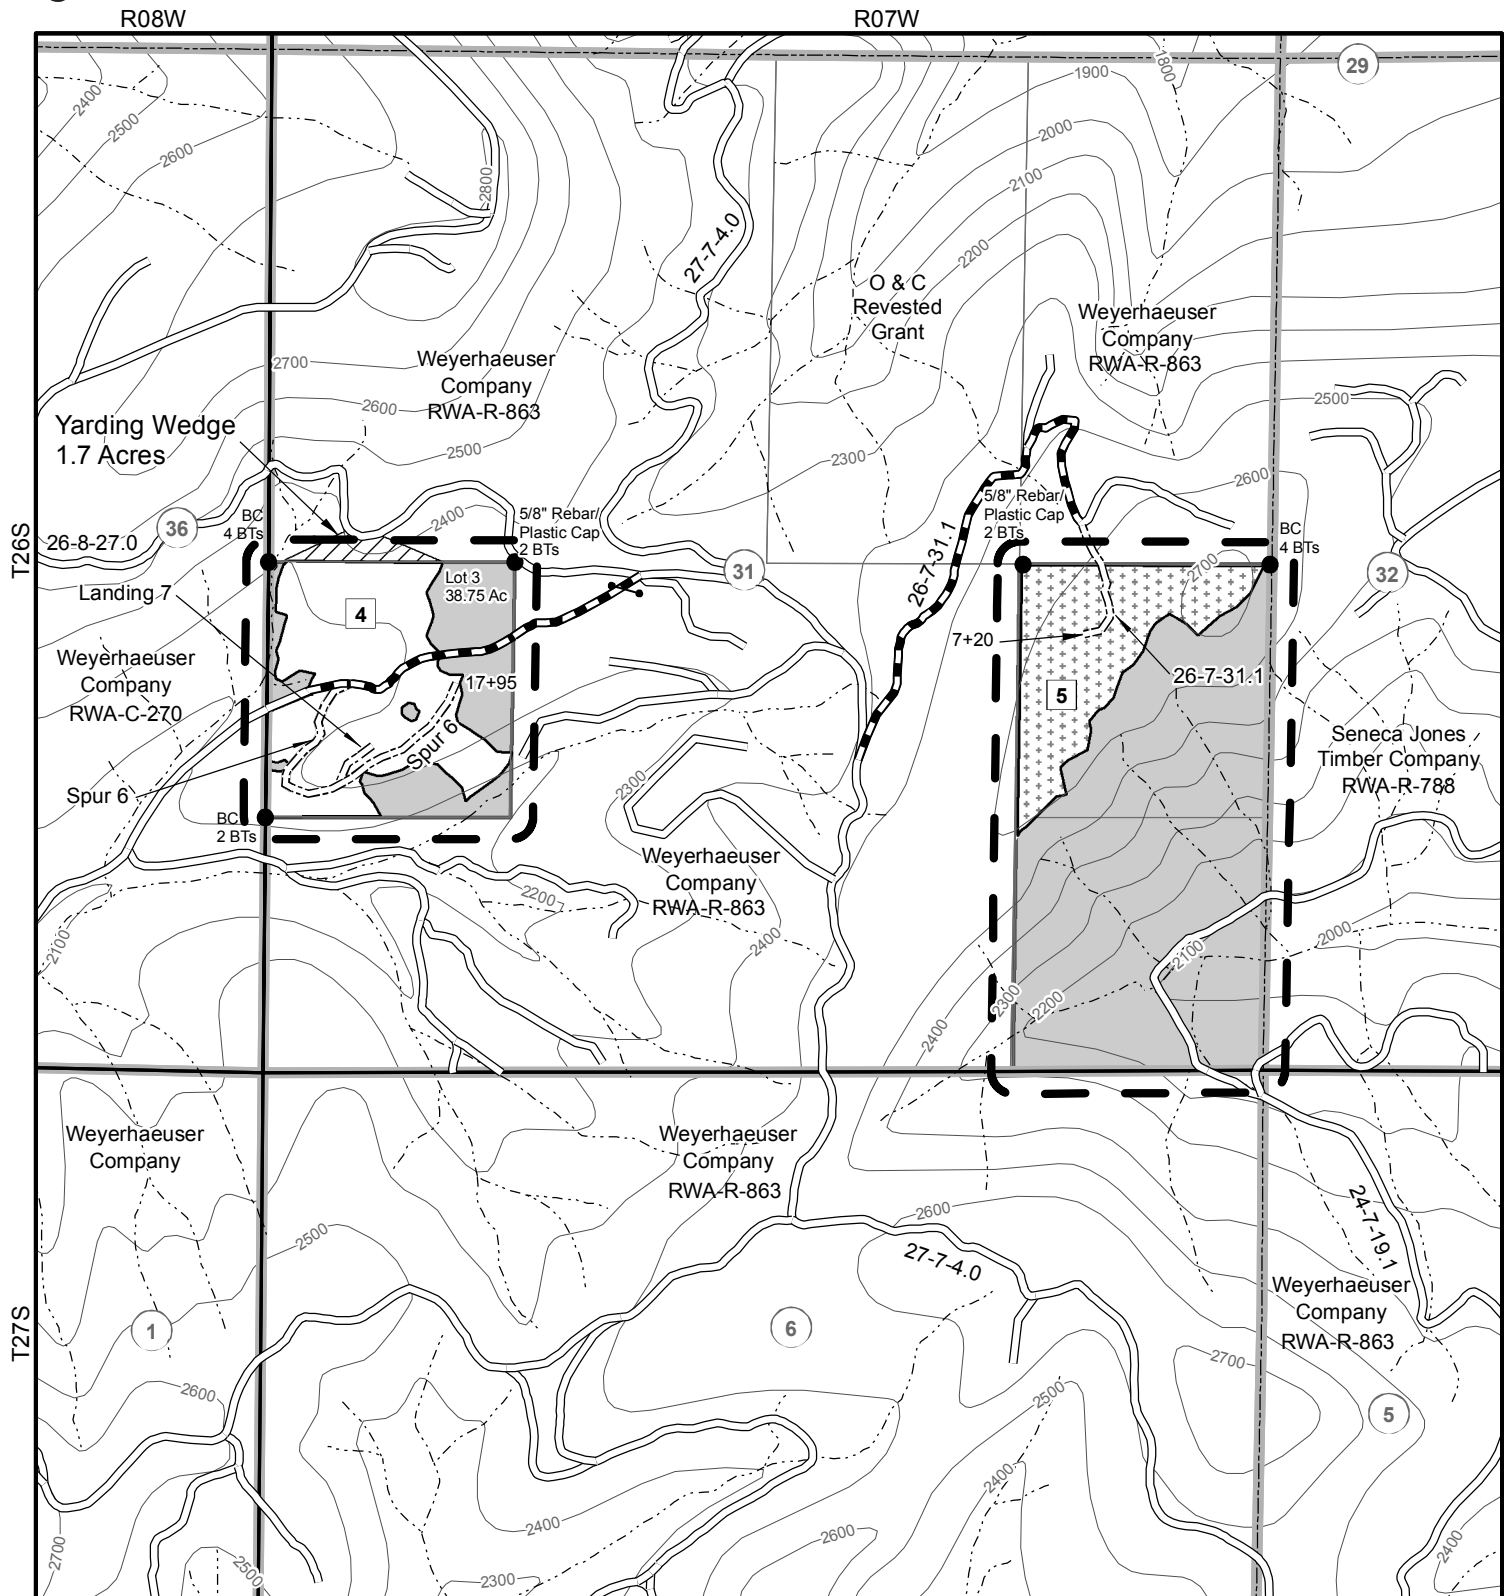 R08W
R07W
29
1900
1800
2400
2500
2600
2000
2800
2100
27-7-4.0
2200
O & C
Revested
Grant
Weyerhaeuser
Company
RWA-R-863
2700
Weyerhaeuser
Company
RWA-R-863
2600
2500
Yarding Wedge
1.7 Acres
2500
2300
2600
T26S
36
BC
4 BTs
2400
5/8" Rebar/
Plastic Cap
2 BTs
5/8" Rebar/
Plastic Cap
2 BTs
BC
4 BTs
26-8-27.0
26-7-31.1
31
32
2700
Landing 7
Lot 3
38.75 Ac
4
7+20
Weyerhaeuser
Company
RWA-C-270
17+95
26-7-31.1
5
Spur 6
Seneca Jones
Timber Company
RWA-R-788
Spur 6
2300
BC
2 BTs
Weyerhaeuser
Company
RWA-R-863
2200
2100
2400
2000
2100
2300
2200
2400
Weyerhaeuser
Company
Weyerhaeuser
Company
RWA-R-863
24-7-19.1
2600
2500
27-7-4.0
Weyerhaeuser
Company
RWA-R-863
T27S
1
6
2700
2600
2500
5
2400
2400
2600
2700
2500
2300
2400